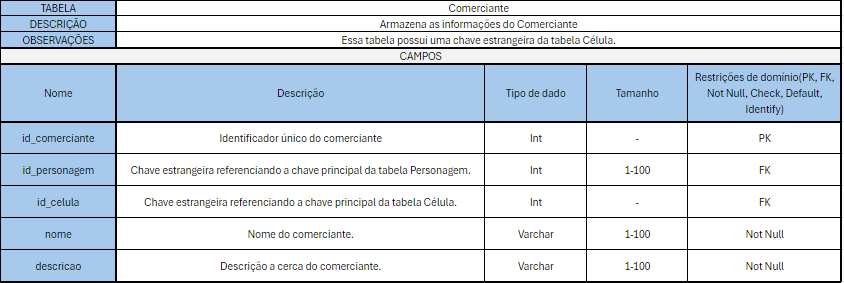 TABELA Comerciante
DESCRIÇÃO Armazena as informações do Comerciante
OBSERVAÇÕES Essa tabela possui uma chave estrangeira da tabela Célula.
CAMPOS
Nome Descrição Tipo de dado Tamanho Restrições de domínio(PK, FK,
Not Null, Check, Default,
Identify)
id_comerciante Identificador único do comerciante Int - PK
id_personagem Chave estrangeira referenciando a chave principal da tabela Personagem. Int 1-100 FK
id_celula Chave estrangeira referenciando a chave principal da tabela Célula. Int - FK
nome Nome do comerciante. Varchar 1-100 Not Null
descricao Descrição a cerca do comerciante. Varchar 1-100 Not Null